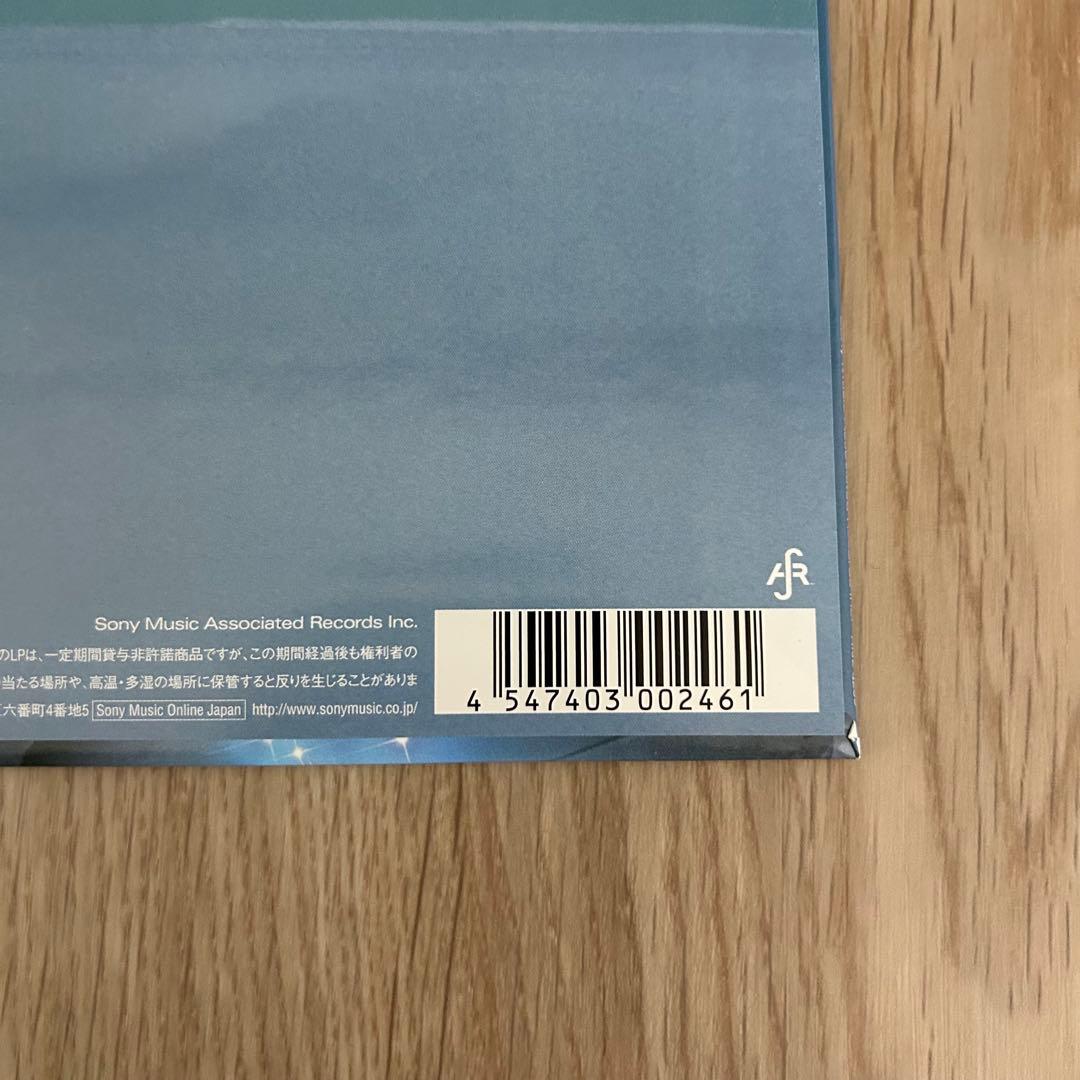 AR
Sony Music Associated Records Inc.
のLPは、一定期間貸与非許諾商品ですが、この期間経過後も権利者の
当たる場所や、高温・多湿の場所に保管すると反りを生じることがありま
六番町4番地5 Sony Music Online Japan http://www.sonymusic.co.jp/
4 547403 002461